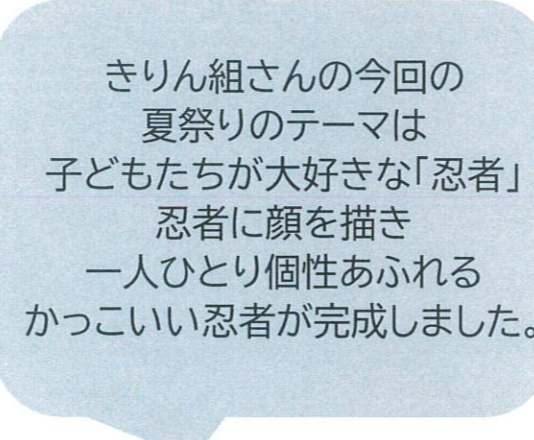 きりん組さんの今回の
夏祭りのテーマは
子どもたちが大好きな「忍者」
忍者に顔を描き
一人ひとり個性あふれる
かっこいい忍者が完成しました。